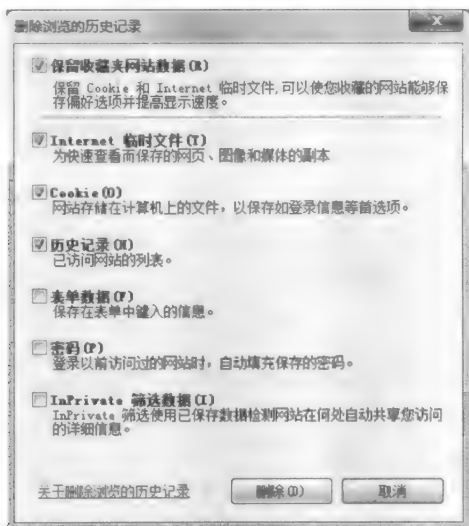 删除浏览的历史记录
保留收藏夹网站数据(R)
保留 Cookie 和 Internet 临时文件,可以使您收藏的网站能够保
存偏好选项并提高显示速度。
Internet 临时文件(T)
为快速查看而保存的网页、图像和媒体的副本
Cookie(O)
网站存储在计算机上的文件，以保存如登录信息等首选项。
历史记录(H)
已访问网站的列表。
表单数据(F)
保存在表单中键入的信息。
密码(P)
登录以前访问过的网站时，自动填充保存的密码。
InPrivate 筛选数据(I)
InPrivate 筛选使用已保存数据检测网站在何处自动共享您访问
的详细信息。
关于删除浏览的历史记录
删除(D)
取消